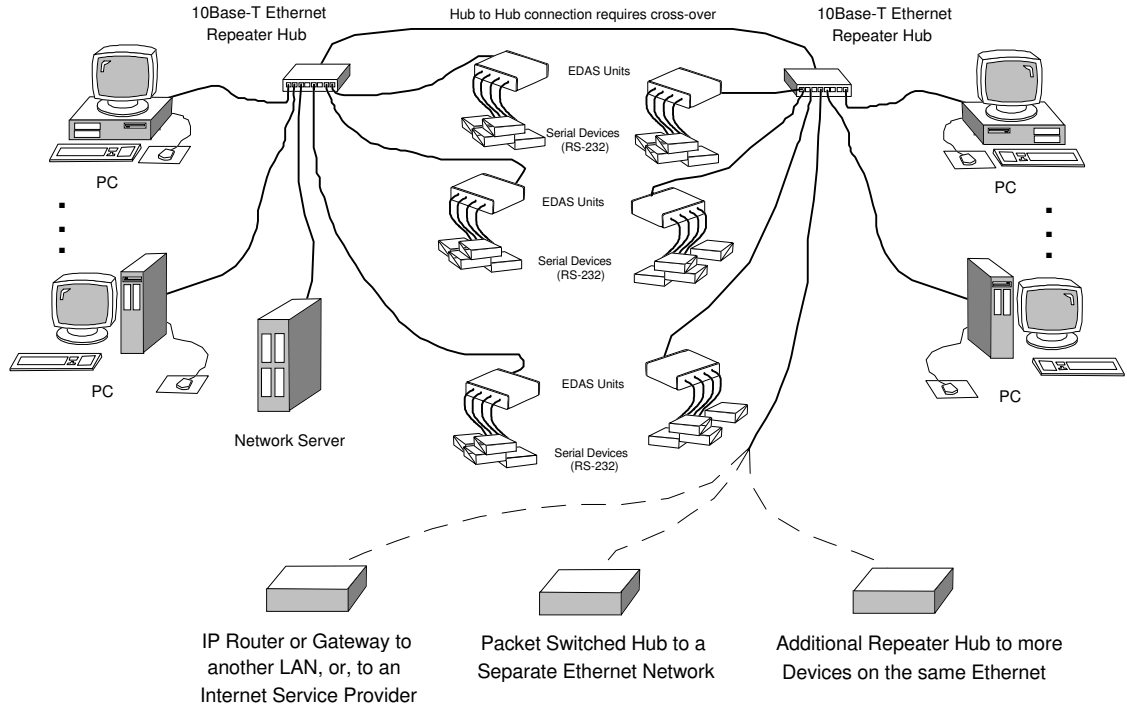 10Base-T Ethernet
Repeater Hub
Hub to Hub connection requires cross-over
10Base-T Ethernet
Repeater Hub
EDAS Units
Serial Devices
(RS-232)
PC
PC
EDAS Units
Serial Devices
(RS-232)
PC
EDAS Units
PC
Network Server
Serial Devices
(RS-232)
IP Router or Gateway to
another LAN, or, to an
Internet Service Provider
Packet Switched Hub to a
Separate Ethernet Network
Additional Repeater Hub to more
Devices on the same Ethernet